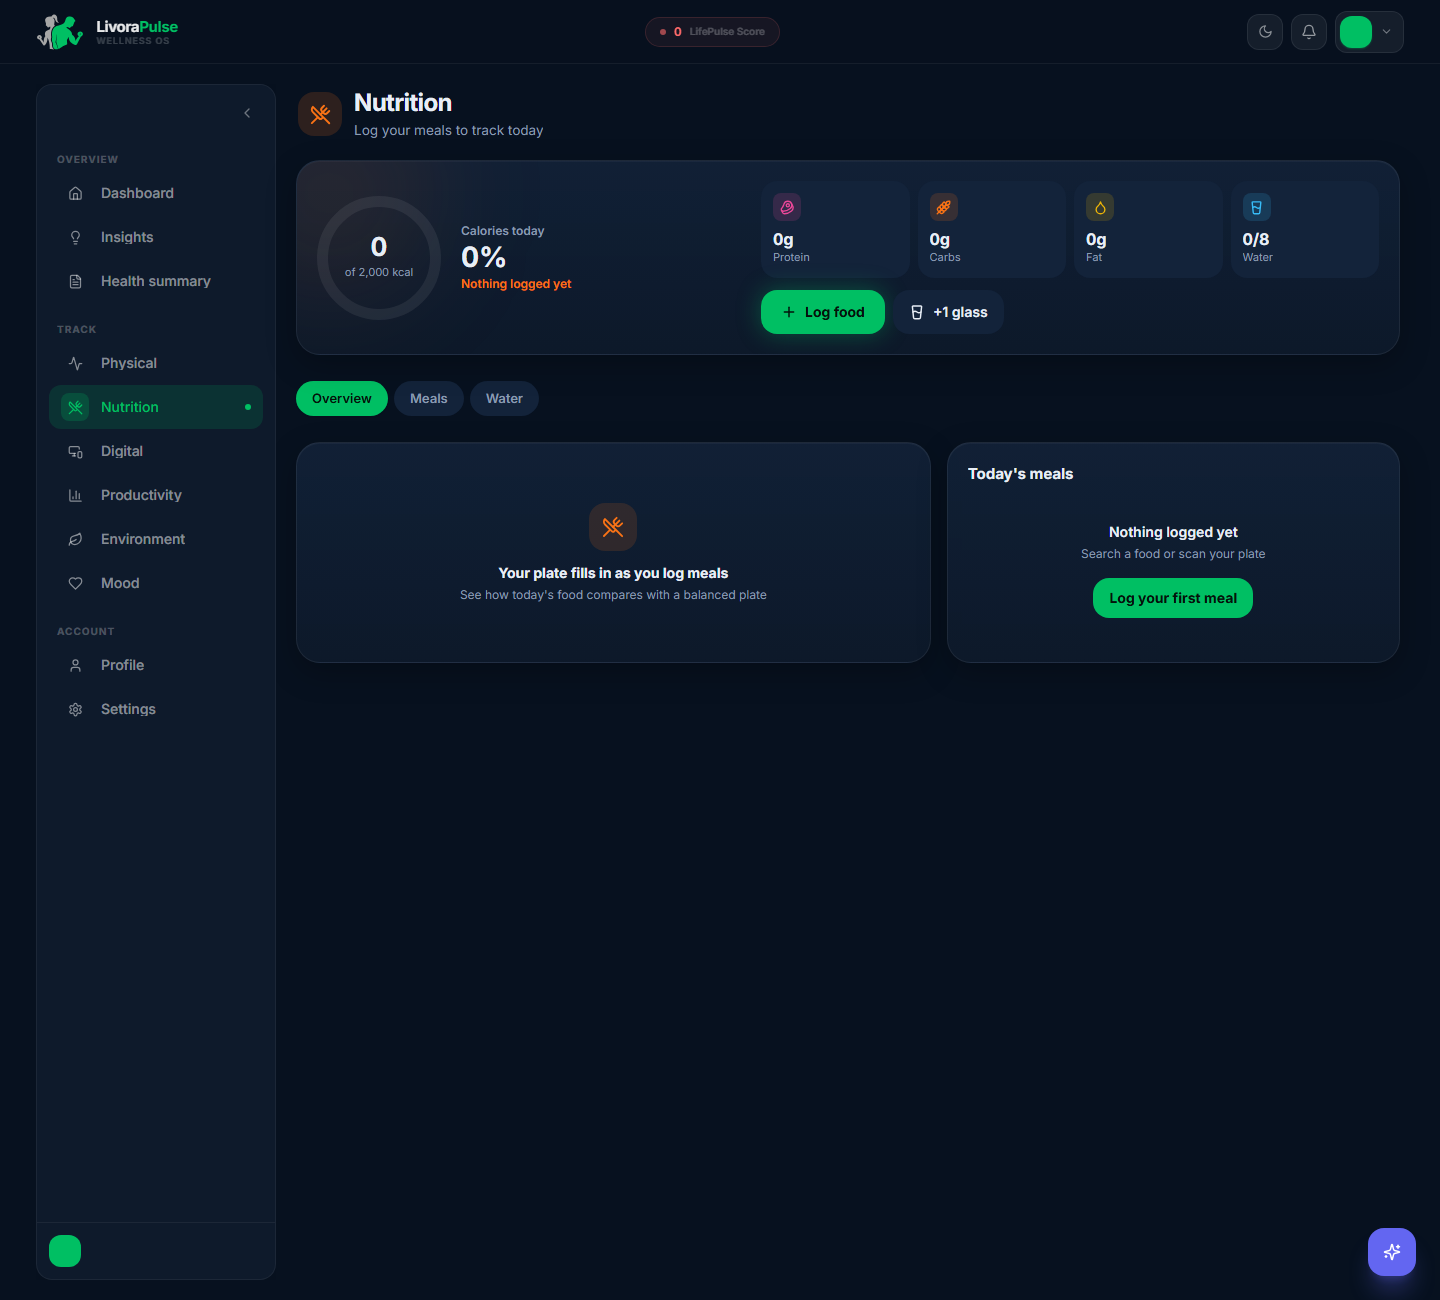 LivoraPulse
WELLNESS OS
0 LifePulse Score
OVERVIEW
Dashboard
Insights
Health summary
TRACK
Physical
Nutrition
Digital
Productivity
Environment
Mood
ACCOUNT
Profile
Settings
Nutrition
Log your meals to track today
0
of 2,000 kcal
Calories today
0%
Nothing logged yet
0g
Protein
0g
Carbs
0g
Fat
0/8
Water
Log food
+1 glass
Overview
Meals
Water
Your plate fills in as you log meals
See how today's food compares with a balanced plate
Today's meals
Nothing logged yet
Search a food or scan your plate
Log your first meal